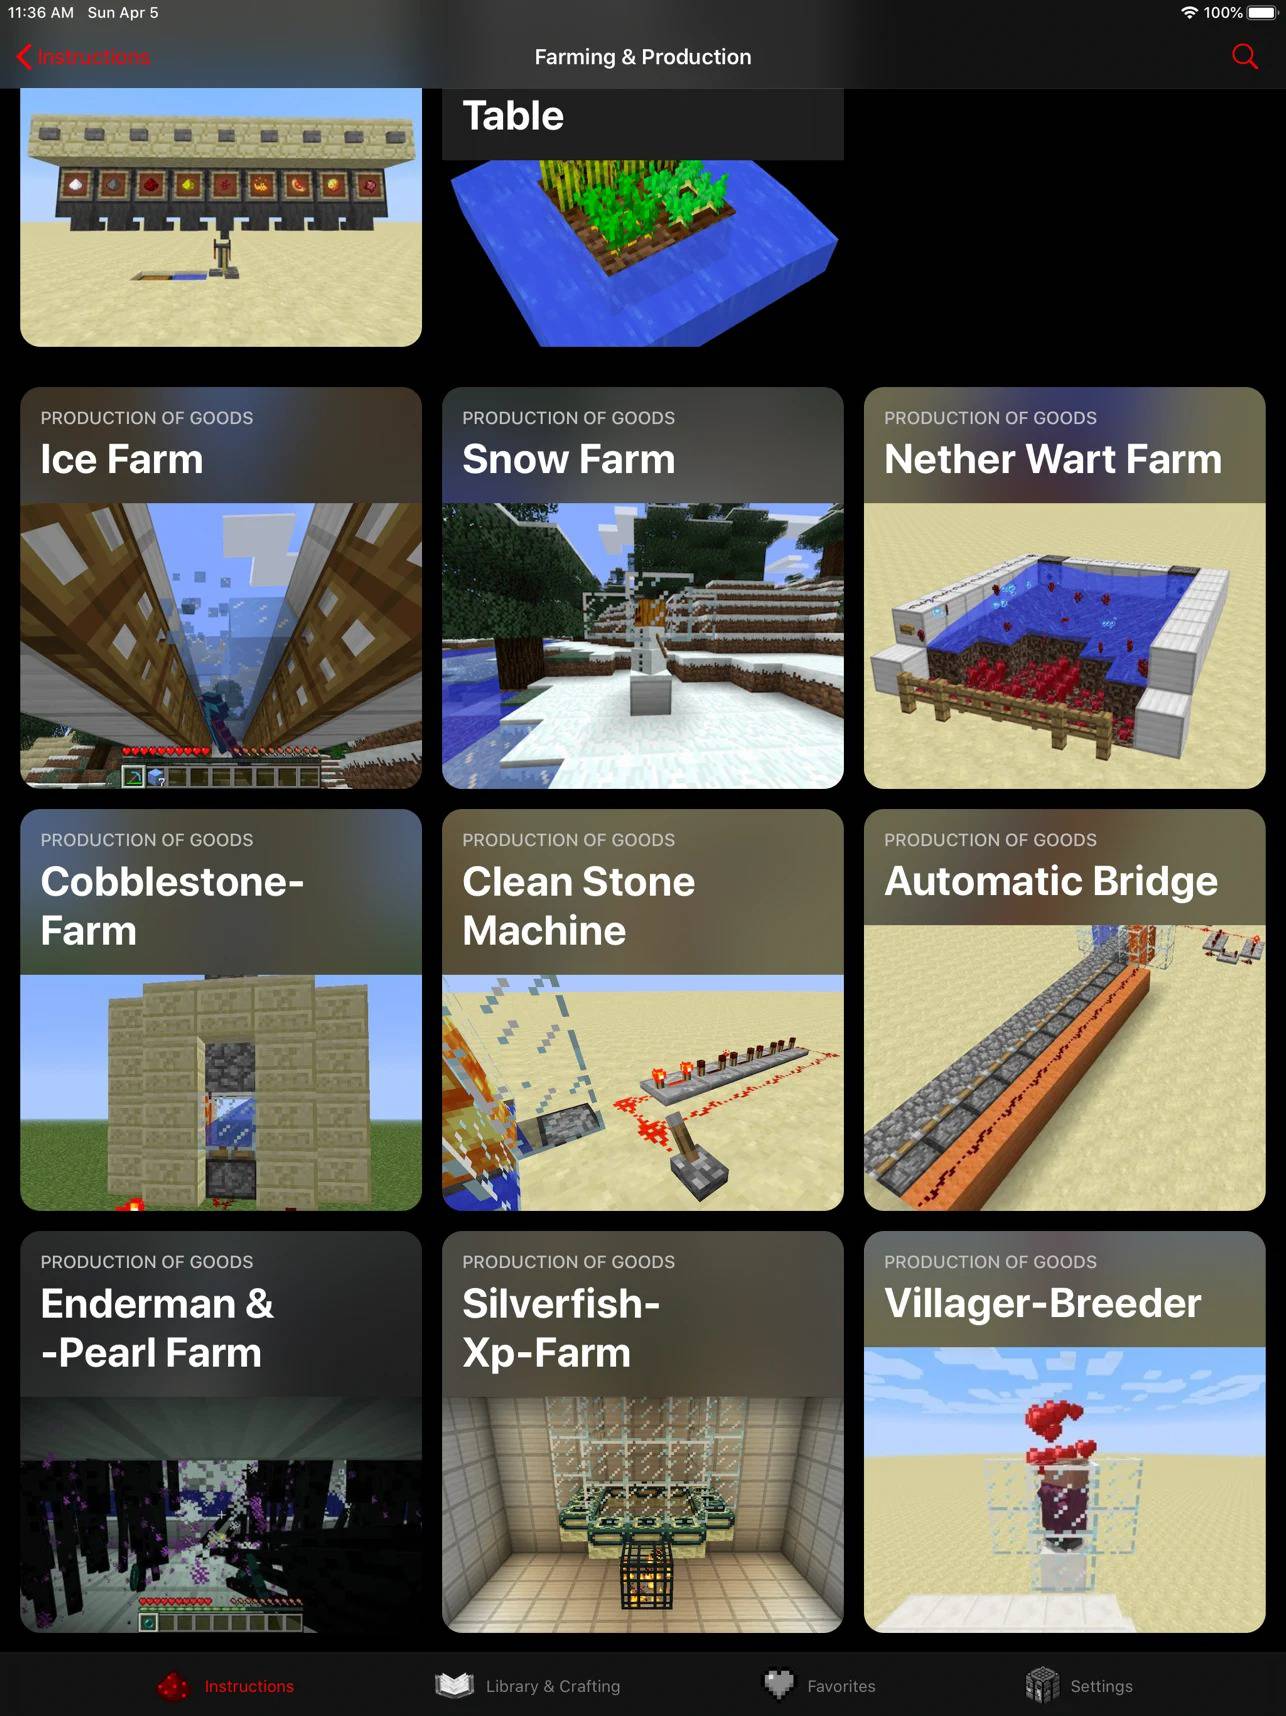 11:36 AM Sun Apr 5
100%
Instructions
Farming & Production
Table
PRODUCTION OF GOODS
Ice Farm
PRODUCTION OF GOODS
Snow Farm
PRODUCTION OF GOODS
Nether Wart Farm
7
PRODUCTION OF GOODS
Cobblestone-
Farm
PRODUCTION OF GOODS
Clean Stone
Machine
PRODUCTION OF GOODS
Automatic Bridge
PRODUCTION OF GOODS
Enderman &
-Pearl Farm
PRODUCTION OF GOODS
Silverfish-
Xp-Farm
PRODUCTION OF GOODS
Villager-Breeder
Instructions
Library & Crafting
Favorites
Settings